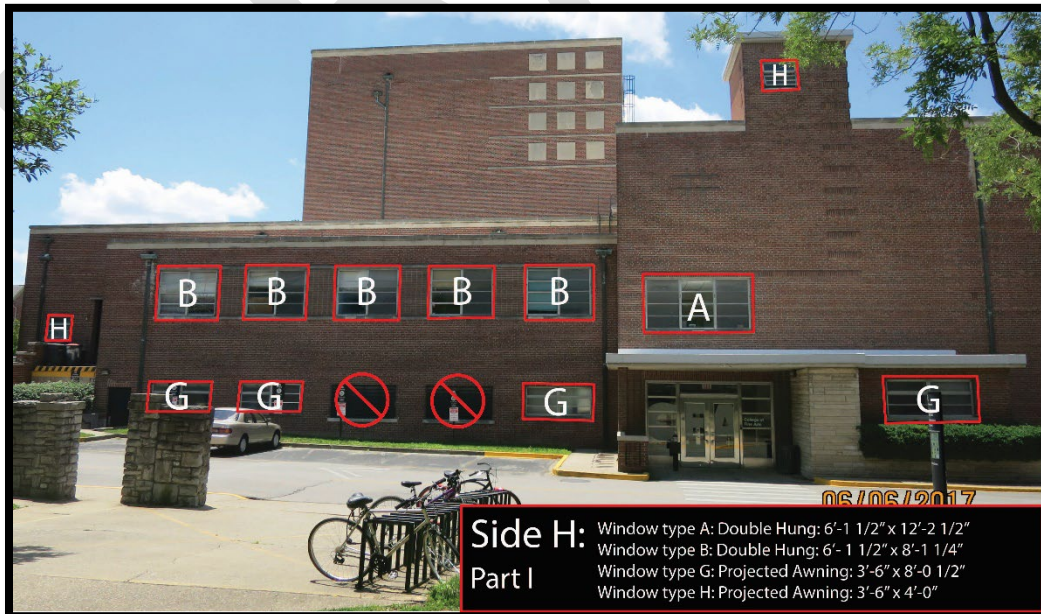 H
B B B B B
A
H
G G G G
06/06/2017
Side H:
Part I
Window type A: Double Hung: 6'-1 1/2" x 12'-2 1/2"
Window type B: Double Hung: 6'- 1 1/2" x 8'-1 1/4"
Window type G: Projected Awning: 3'-6" x 8'-0 1/2"
Window type H: Projected Awning: 3'-6" x 4'-0"